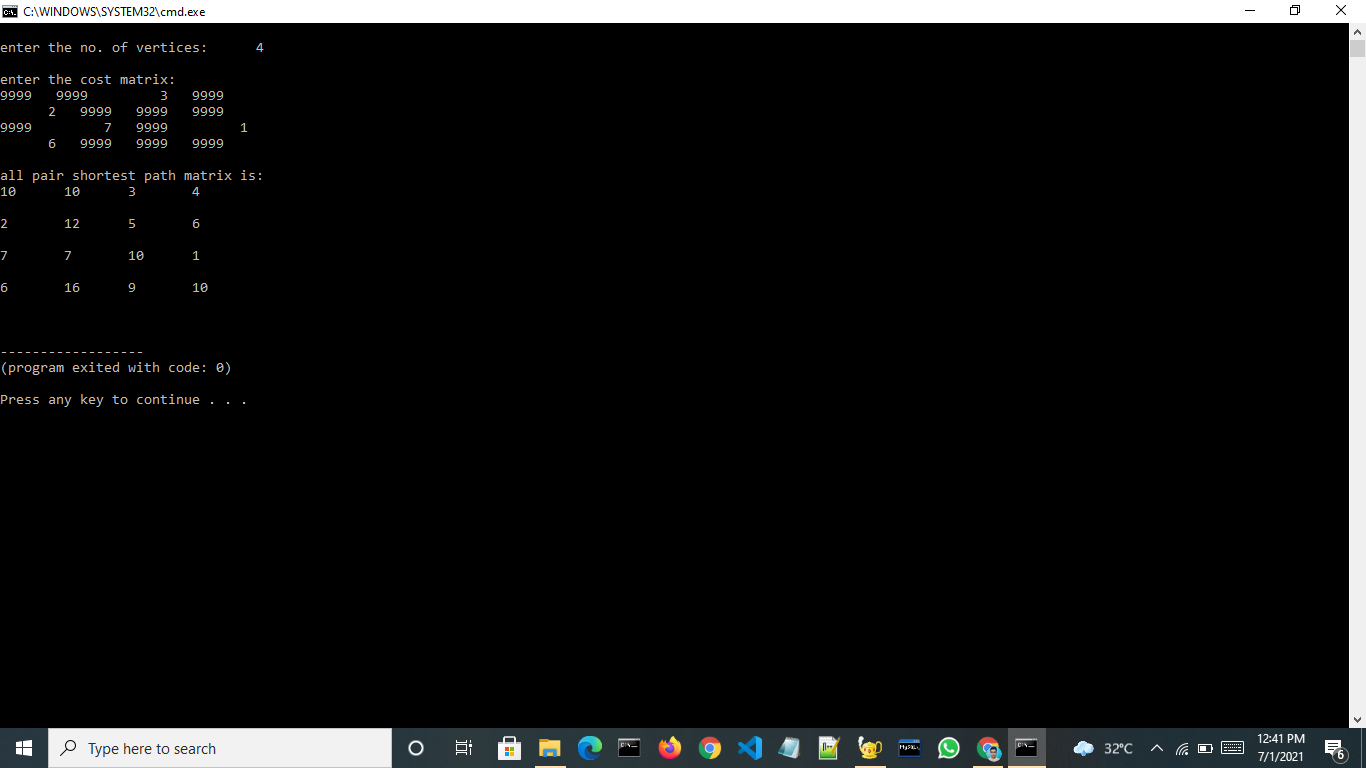 C:\WINDOWS\SYSTEM32\cmd.exe
enter the no. of vertices: 4
enter the cost matrix:
9999 9999 3 9999
2 9999 9999 9999
9999 7 9999 1
6 9999 9999 9999
all pair shortest path matrix is:
10 10 3 4
2 12 5 6
7 7 10 1
6 16 9 10
------------------
(program exited with code: 0)
Press any key to continue . . .
Type here to search
MySQL
32°C
12:41 PM
7/1/2021
6